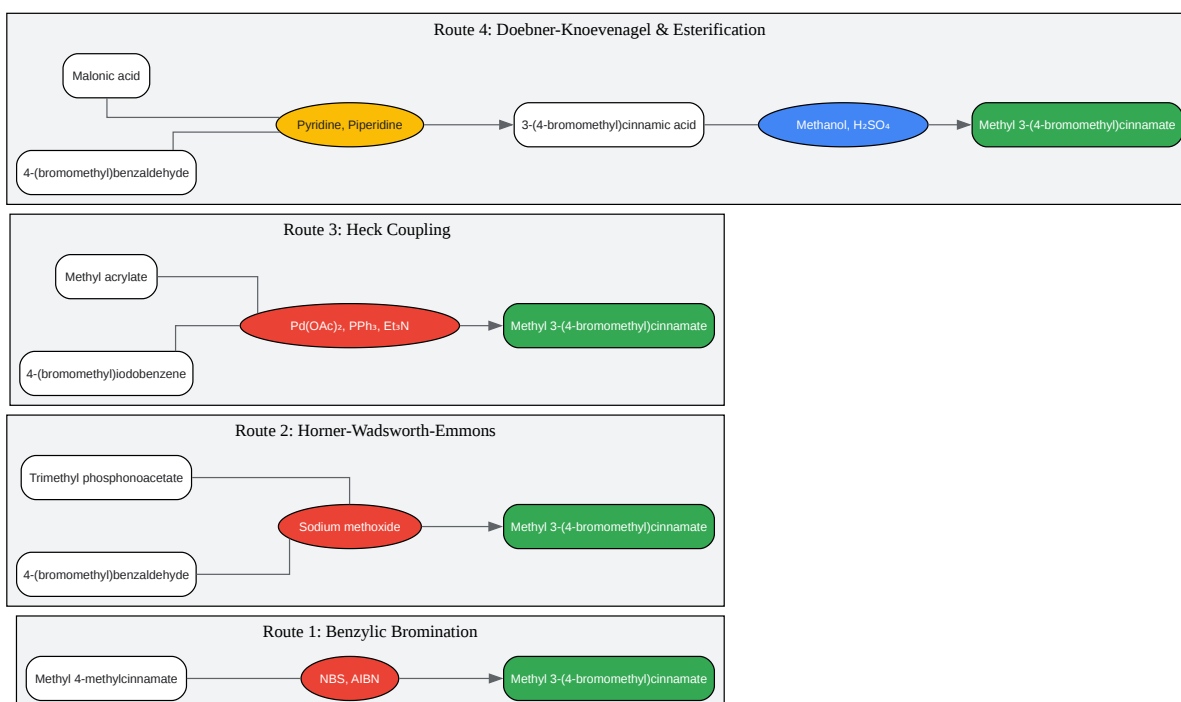 Route 4: Doebner-Knoevenagel & Esterification
Malonic acid
Pyridine, Piperidine
3-(4-bromomethyl)cinnamic acid
Methanol, H₂SO₄
Methyl 3-(4-bromomethyl)cinnamate
4-(bromomethyl)benzaldehyde
Route 3: Heck Coupling
Methyl acrylate
Pd(OAc)₂, PPh₃, Et₃N
Methyl 3-(4-bromomethyl)cinnamate
4-(bromomethyl)iodobenzene
Route 2: Horner-Wadsworth-Emmons
Trimethyl phosphonoacetate
Sodium methoxide
Methyl 3-(4-bromomethyl)cinnamate
4-(bromomethyl)benzaldehyde
Route 1: Benzylic Bromination
Methyl 4-methylcinnamate
NBS, AIBN
Methyl 3-(4-bromomethyl)cinnamate